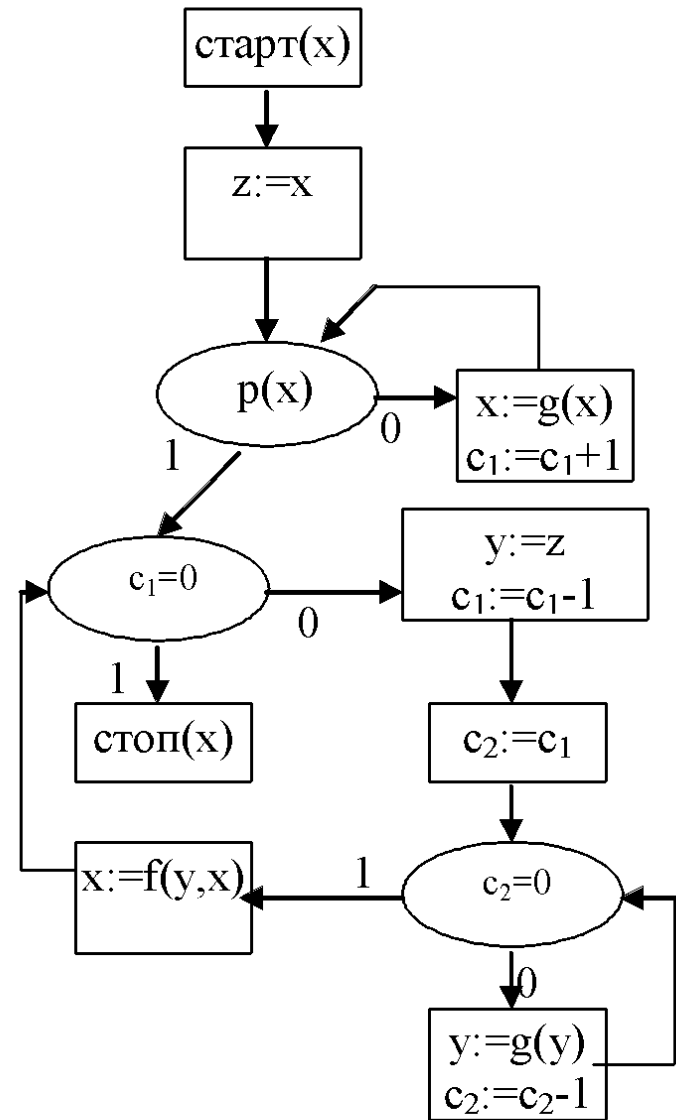 старт(x)
z:=x
p(x)
0
x:=g(x)
c₁:=c₁+1
1
c₁=0
0
y:=z
c₁:=c₁-1
1
стоп(x)
c₂:=c₁
x:=f(y,x)
1
c₂=0
0
y:=g(y)
c₂:=c₂-1